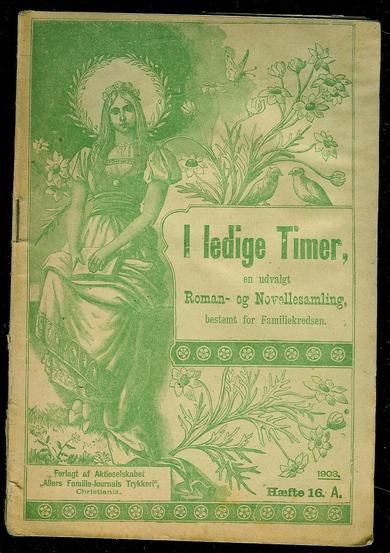 I ledige Timer,
en udvalgt
Roman- og Novellesamling,
bestemt for Familiekredsen.
1903.
Hæfte 16. A.
Forlagt af Aktieselskabet
„Allers Familie-Journals Trykkeri“,
Christiania.